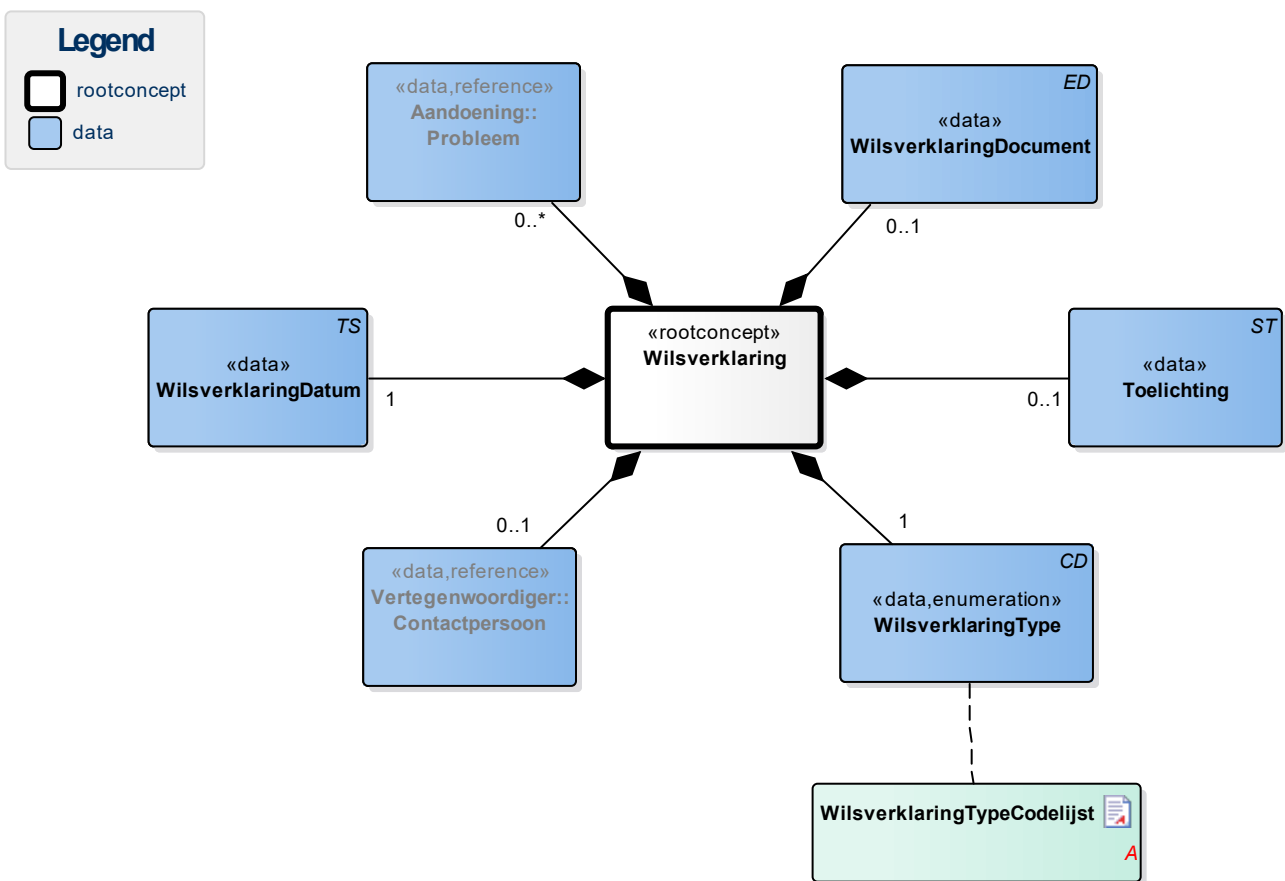 Legend
rootconcept
data
«data,reference»
Aandoening::
Probleem
0..*
ED
«data»
WilsverklaringDocument
0..1
TS
«data»
WilsverklaringDatum
1
«rootconcept»
Wilsverklaring
ST
«data»
Toelichting
0..1
0..1
«data,reference»
Vertegenwoordiger::
Contactpersoon
1
CD
«data,enumeration»
WilsverklaringType
WilsverklaringTypeCodelijst
A